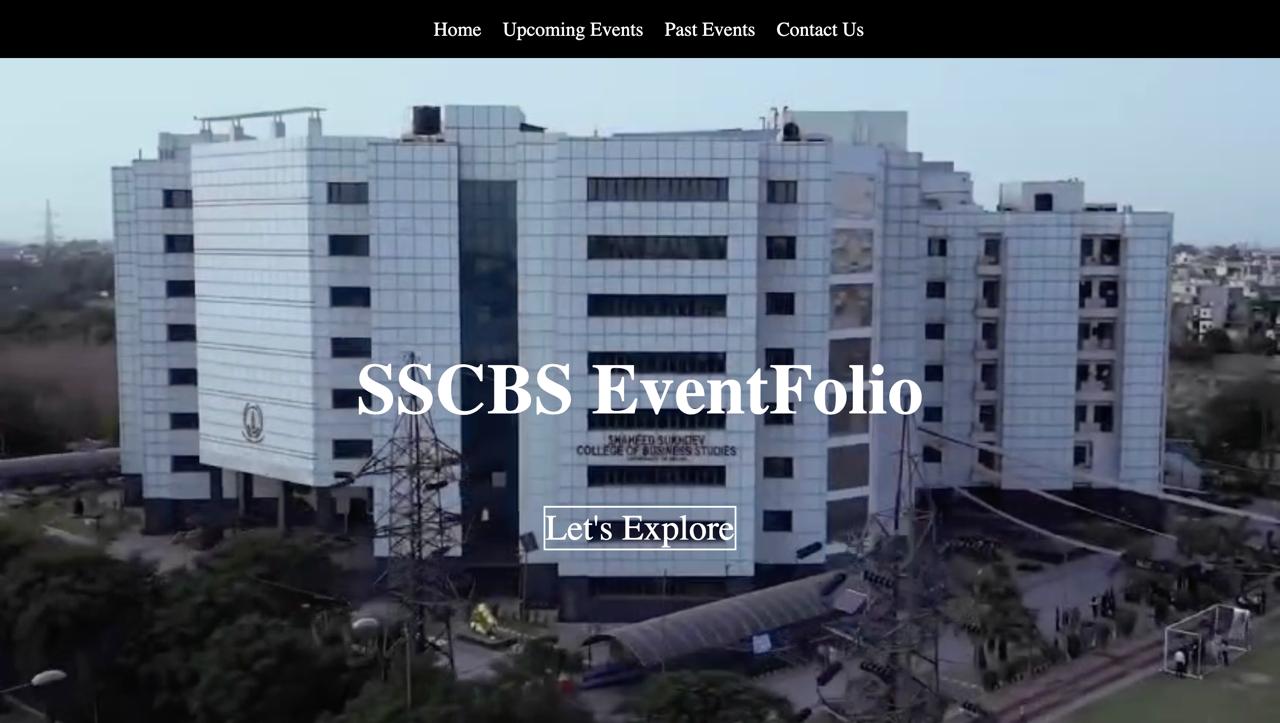 Home Upcoming Events Past Events Contact Us
SSCBS EventFolio
SHAHEED SUKHDEV
COLLEGE OF BUSINESS STUDIES
Let's Explore